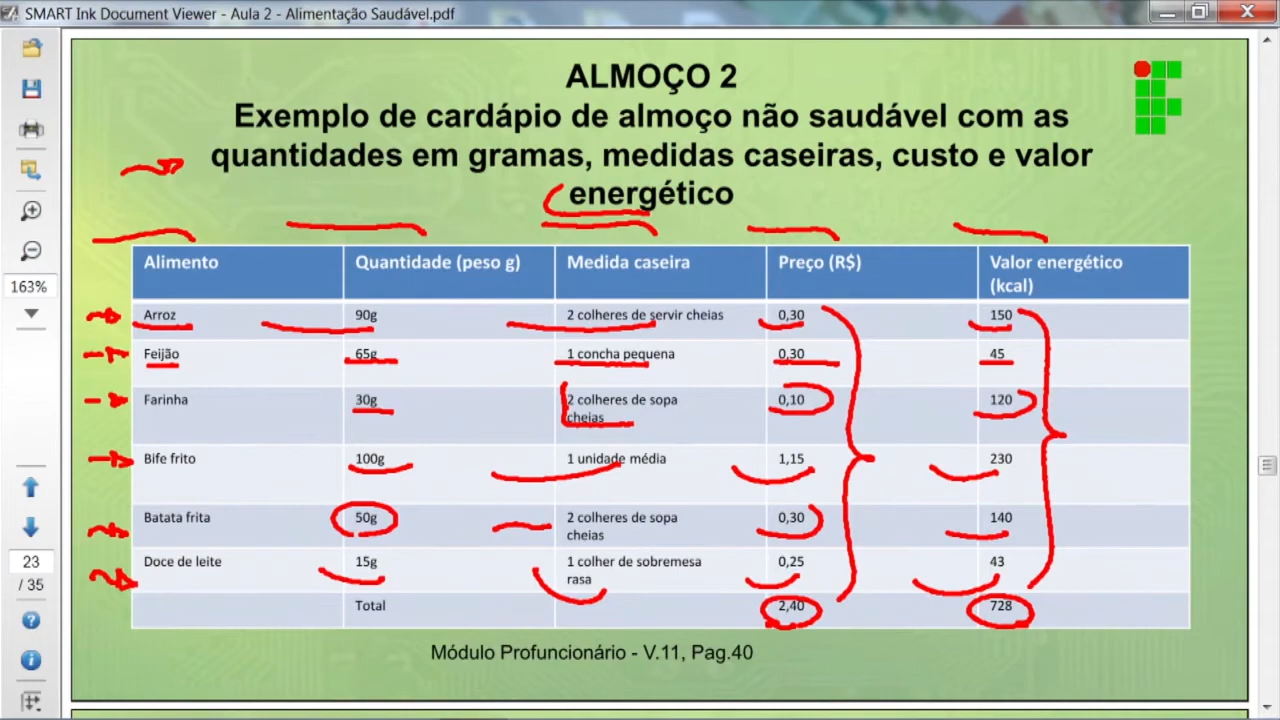 SMART Ink Document Viewer - Aula 2 - Alimentação Saudável.pdf
ALMOÇO 2
Exemplo de cardápio de almoço não saudável com as
quantidades em gramas, medidas caseiras, custo e valor
energético
Alimento Quantidade (peso g) Medida caseira Preço (R$) Valor energético
(kcal)
Arroz 90g 2 colheres de servir cheias 0,30 150
Feijão 65g 1 concha pequena 0,30 45
Farinha 30g 2 colheres de sopa 0,10 120
cheias
Bife frito 100g 1 unidade média 1,15 230
Batata frita 50g 2 colheres de sopa 0,30 140
cheias
Doce de leite 15g 1 colher de sobremesa 0,25 43
rasa
Total 2,40 728
Módulo Profuncionário - V.11, Pag.40
163%
23
/ 35